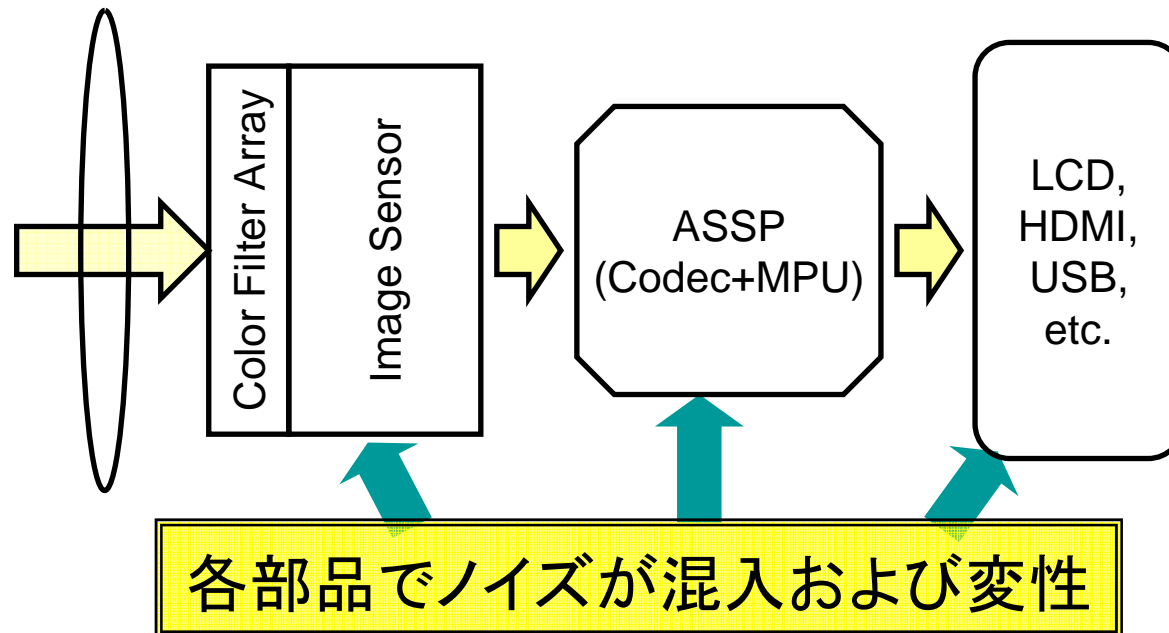 Color Filter Array
Image Sensor
ASSP
(Codec+MPU)
LCD,
HDMI,
USB,
etc.
各部品でノイズが混入および変性